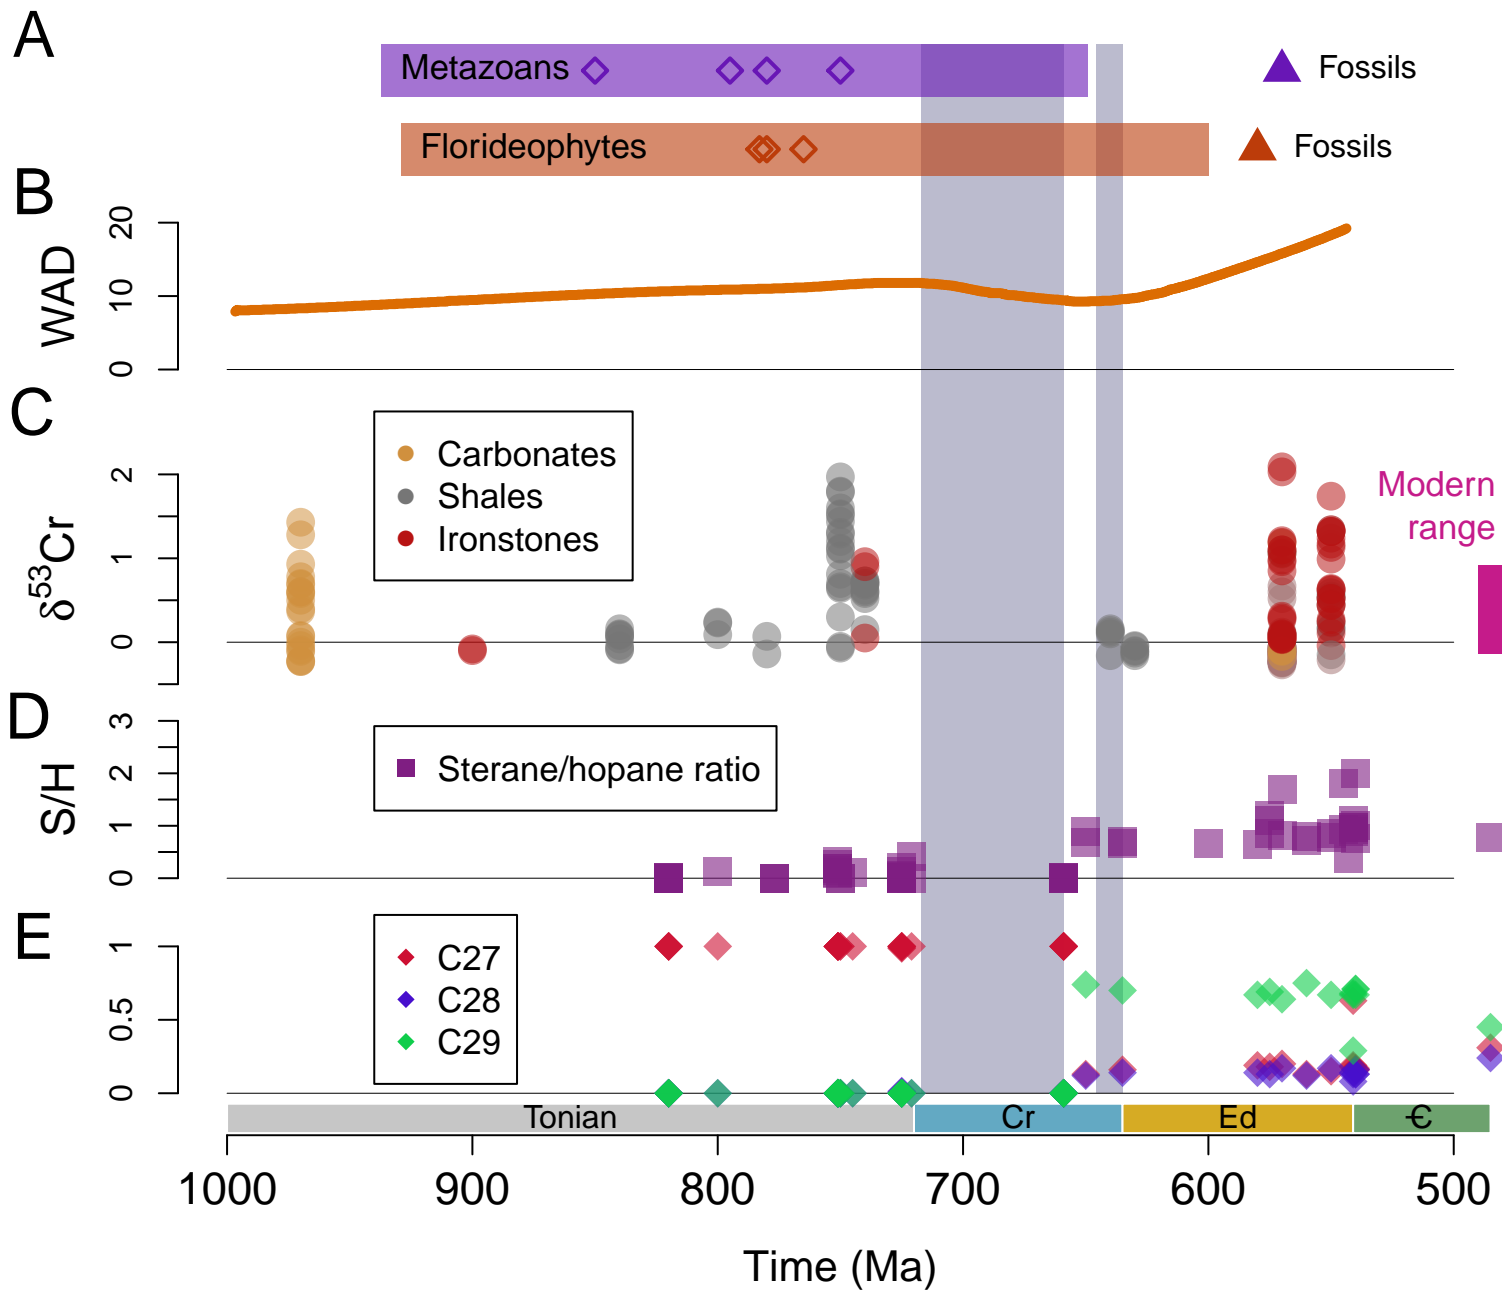 A
Metazoans
Fossils
Florideophytes
Fossils
B
WAD
0
10
20
C
δ53Cr
0
1
2
Carbonates
Shales
Ironstones
Modern
range
D
S/H
0
1
2
3
Sterane/hopane ratio
E
0
0.5
1
C27
C28
C29
Tonian
Cr
Ed
Ꞓ
1000
900
800
700
600
500
Time (Ma)